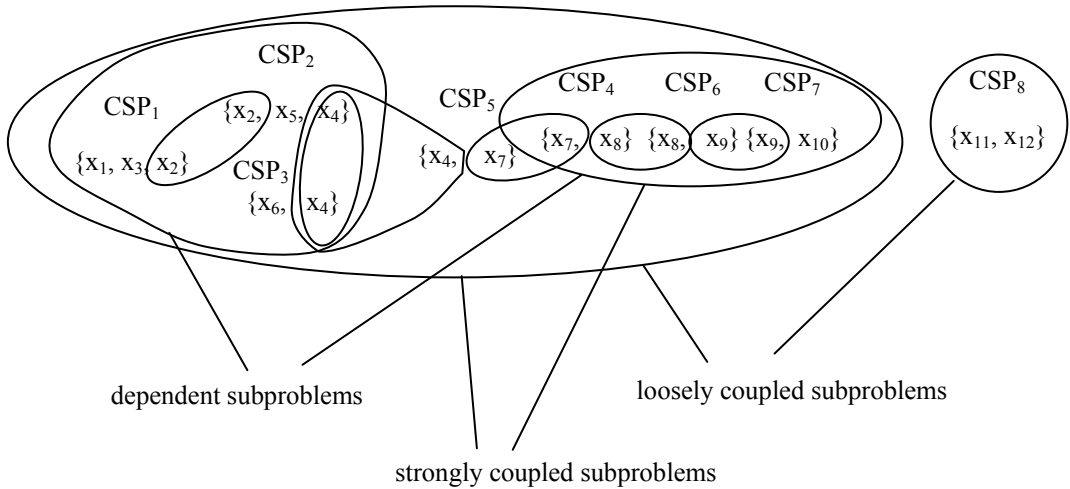 CSP₂
CSP₈
CSP₄ CSP₆ CSP₇
CSP₅
CSP₁
{x₂, x₅, x₄}
{x₇, x₈} {x₈, x₉} {x₉, x₁₀}
{x₁₁, x₁₂}
{x₄, x₇}
{x₁, x₃, x₂}
CSP₃
{x₆, x₄}
dependent subproblems
loosely coupled subproblems
strongly coupled subproblems